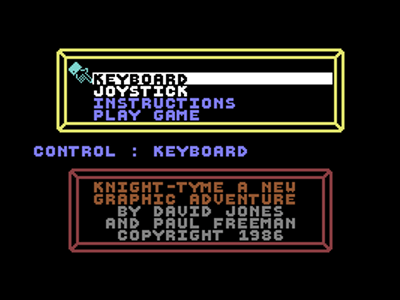 KEYBOARD
JOYSTICK
INSTRUCTIONS
PLAY GAME
CONTROL : KEYBOARD
KNIGHT-TYME A NEW
GRAPHIC ADVENTURE
BY DAVID JONES
AND PAUL FREEMAN
COPYRIGHT 1986